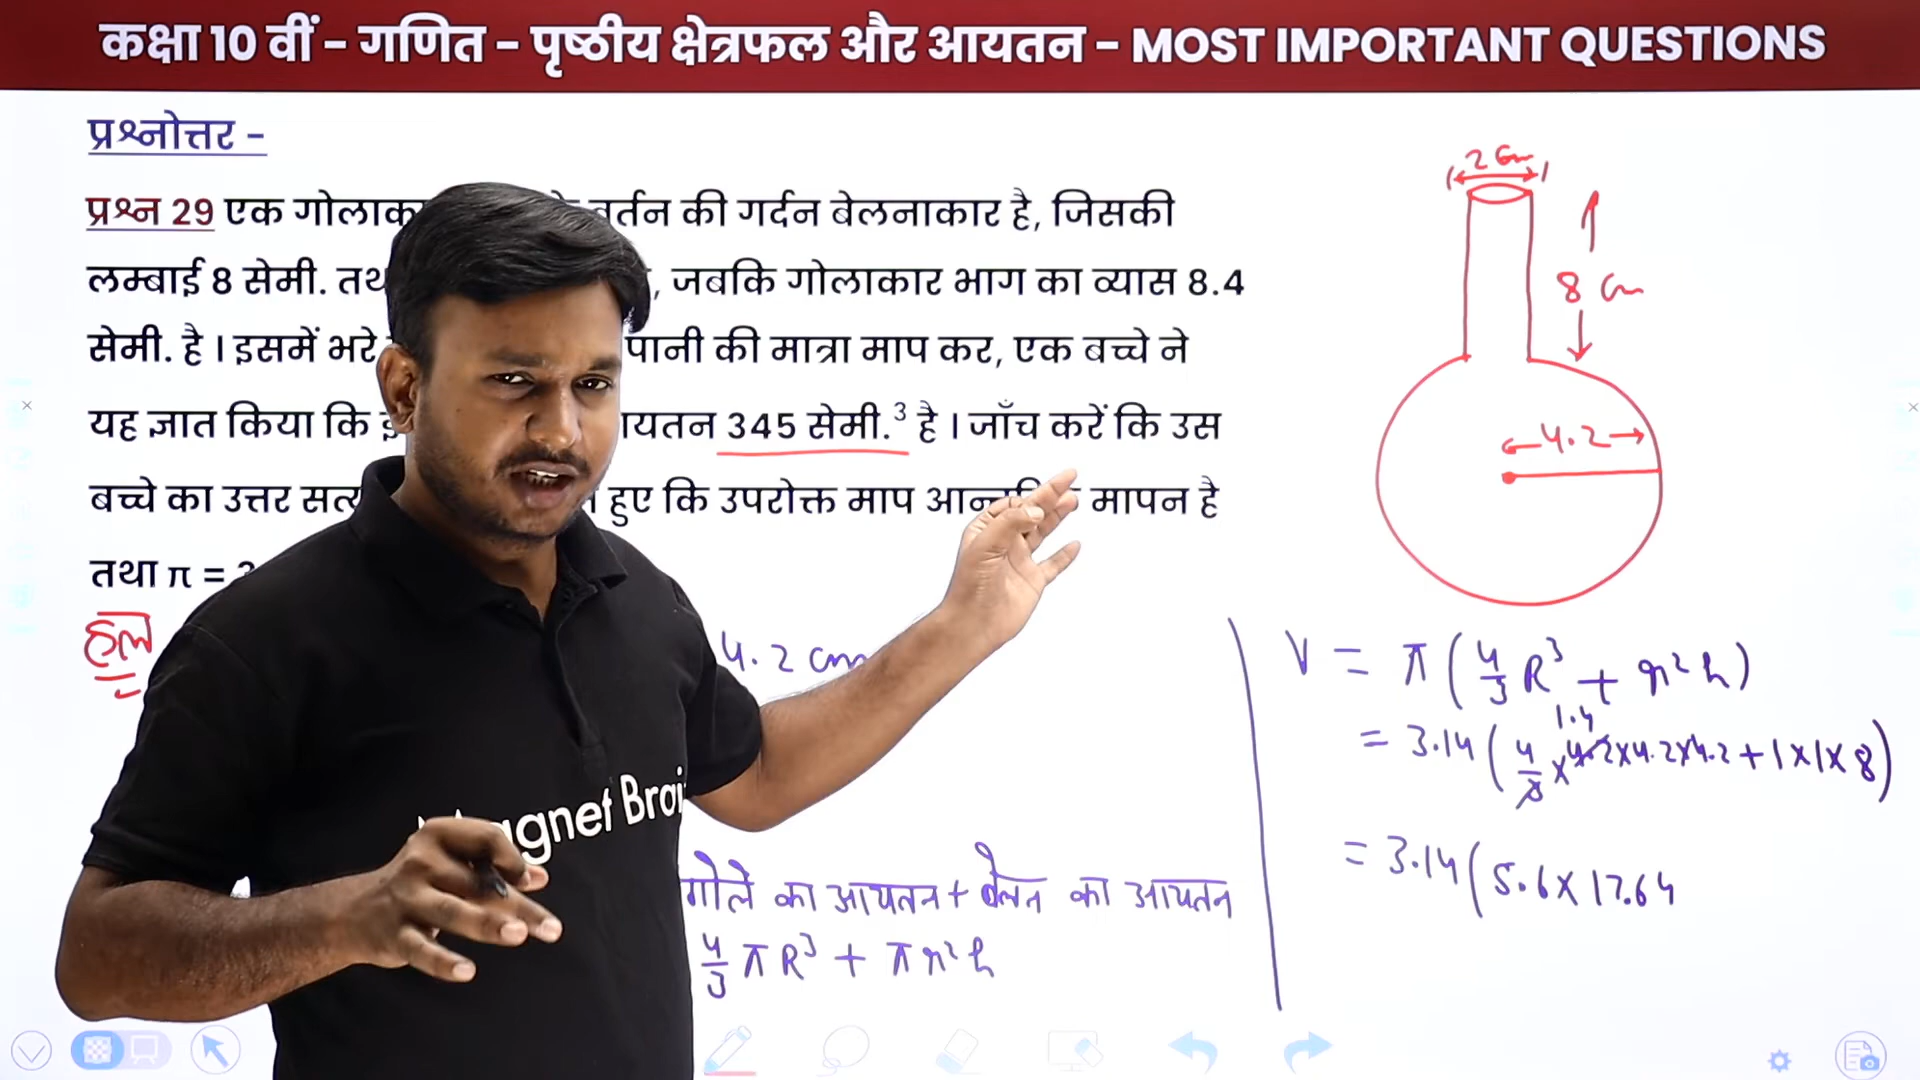 कक्षा 10 वीं - गणित - पृष्ठीय क्षेत्रफल और आयतन - MOST IMPORTANT QUESTIONS
प्रश्नोत्तर -
प्रश्न 29 एक बर्तन की गर्दन बेलनाकार है, जिसकी
लम्बाई 8 सेमी. , जबकि गोलाकार भाग का व्यास 8.4
सेमी. है । इसमें भरे पानी की मात्रा माप कर, एक बच्चे ने
यह ज्ञात किया कि 345 सेमी.³ है । जाँच करें कि उस
बच्चे का उत्तर हुए कि उपरोक्त माप मापन है
तथा π =
हल
4.2 cm
गोले का आयतन + बेलन का आयतन
4/3 πR³ + πr²h
2 cm
8 cm
4.2
V = π (4/3 R³ + r²h)
1.4
= 3.14 (4/3 × 4.2×4.2×4.2 + 1×1×8)
= 3.14 (5.6×17.64
Magnet Brai